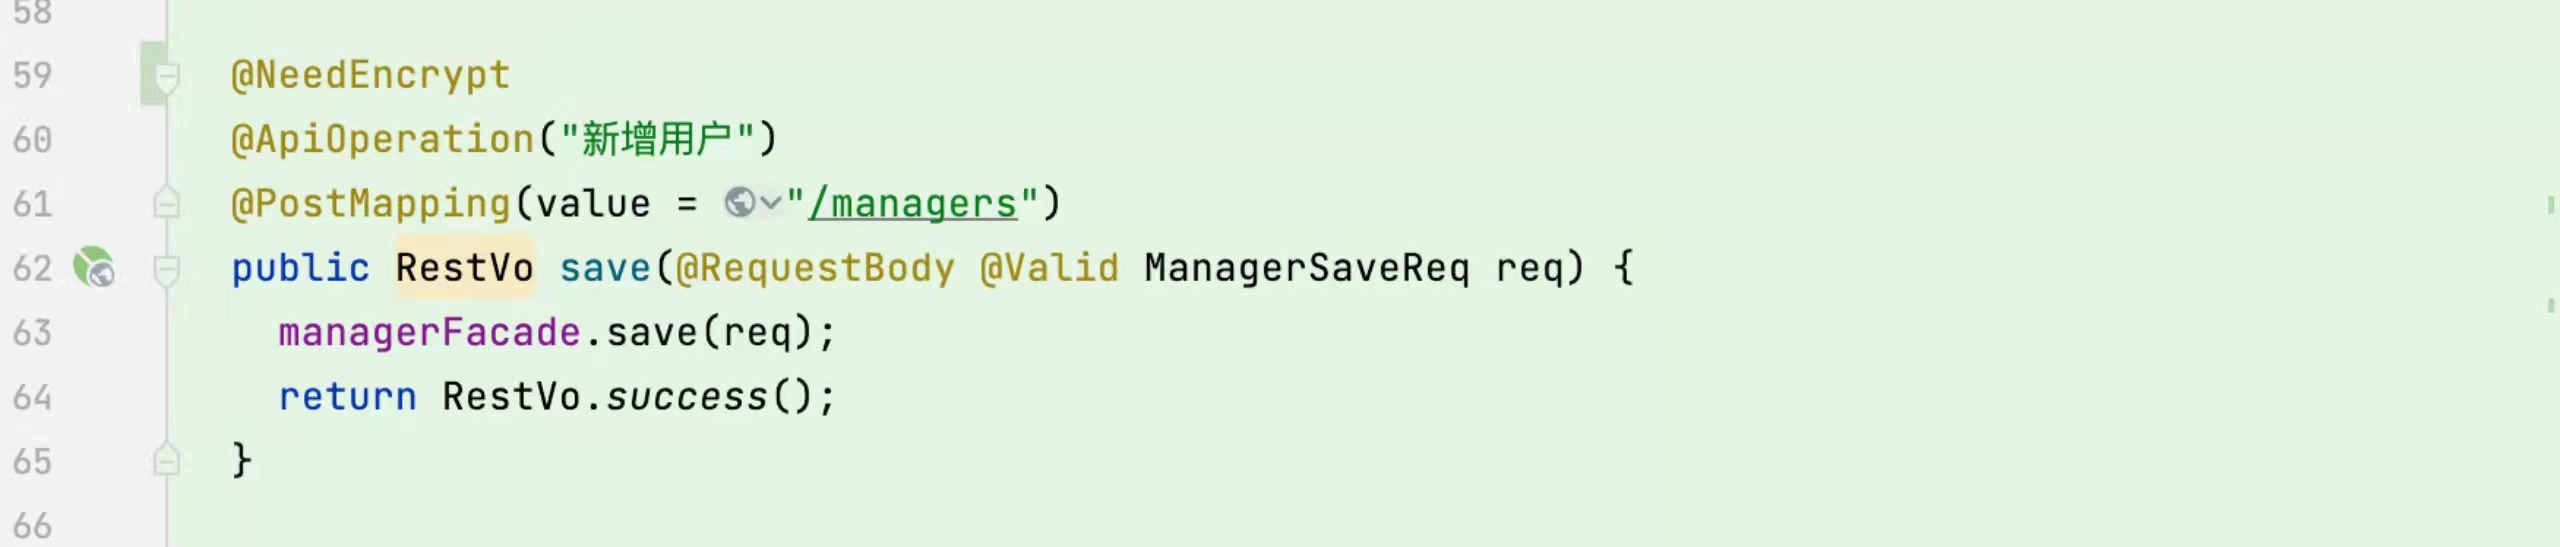 58
59 @NeedEncrypt
60 @ApiOperation("新增用户")
61 @PostMapping(value = "/managers")
62 public RestVo save(@RequestBody @Valid ManagerSaveReq req) {
63 managerFacade.save(req);
64 return RestVo.success();
65 }
66